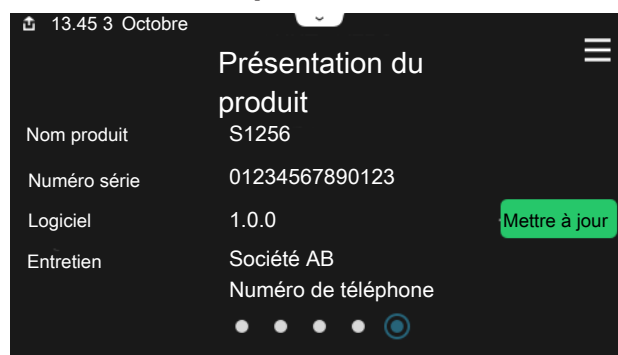 13.45 3 Octobre
Présentation du
produit
Nom produit S1256
Numéro série 01234567890123
Logiciel 1.0.0 Mettre à jour
Entretien Société AB
Numéro de téléphone